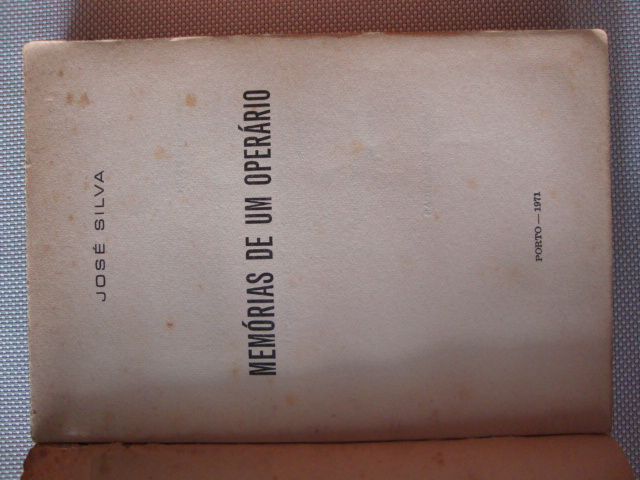 JOSÉ SILVA
MEMÓRIAS DE UM OPERÁRIO
PORTO — 1971